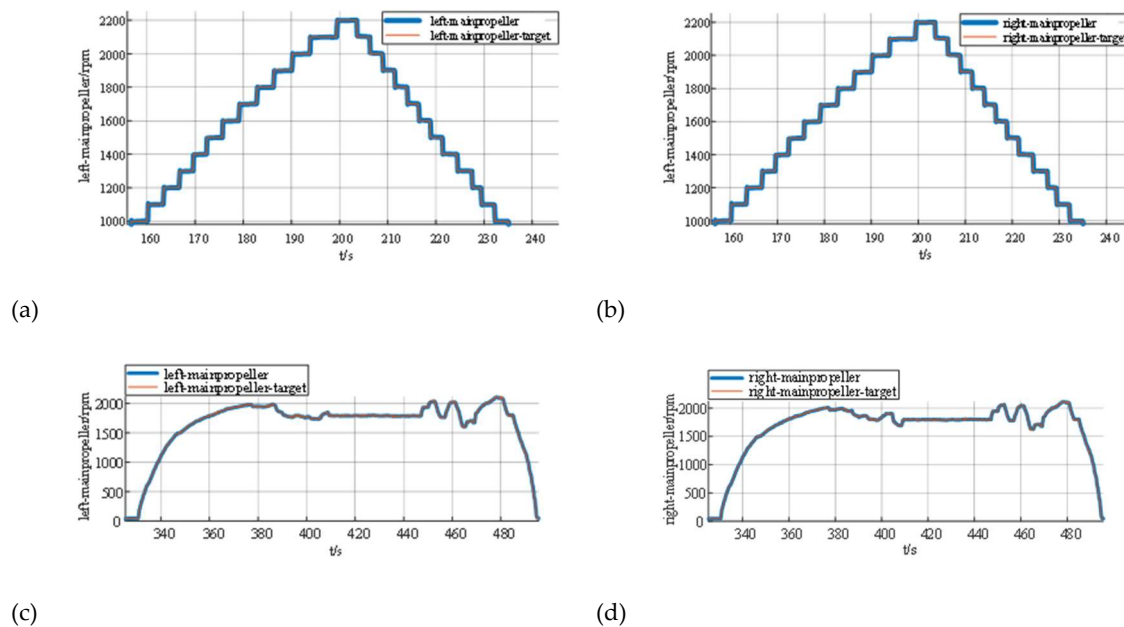 left-mainpropeller
left-mainpropeller-target
left-mainpropeller/rpm
2200
2000
1800
1600
1400
1200
1000
160 170 180 190 200 210 220 230 240
t/s
(a)
right-mainpropeller
right-mainpropeller-target
left-mainpropeller/rpm
2200
2000
1800
1600
1400
1200
1000
160 170 180 190 200 210 220 230 240
t/s
(b)
left-mainpropeller
left-mainpropeller-target
left-mainpropeller/rpm
2000
1500
1000
500
0
340 360 380 400 420 440 460 480
t/s
(c)
right-mainpropeller
right-mainpropeller-target
right-mainpropeller/rpm
2000
1500
1000
500
0
340 360 380 400 420 440 460 480
t/s
(d)